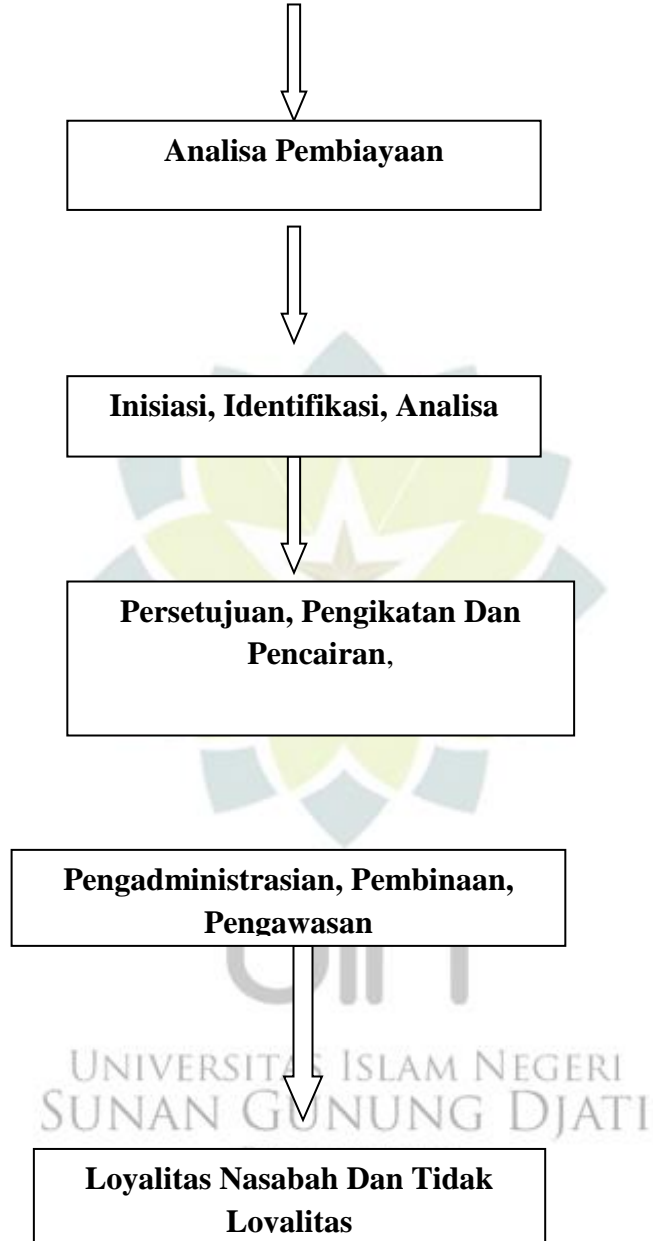 Analisa Pembiayaan
Inisiasi, Identifikasi, Analisa
Persetujuan, Pengikatan Dan
Pencairan,
Pengadministrasian, Pembinaan,
Pengawasan
UNIVERSITAS ISLAM NEGERI
SUNAN GUNUNG DJATI
Loyalitas Nasabah Dan Tidak
Loyalitas